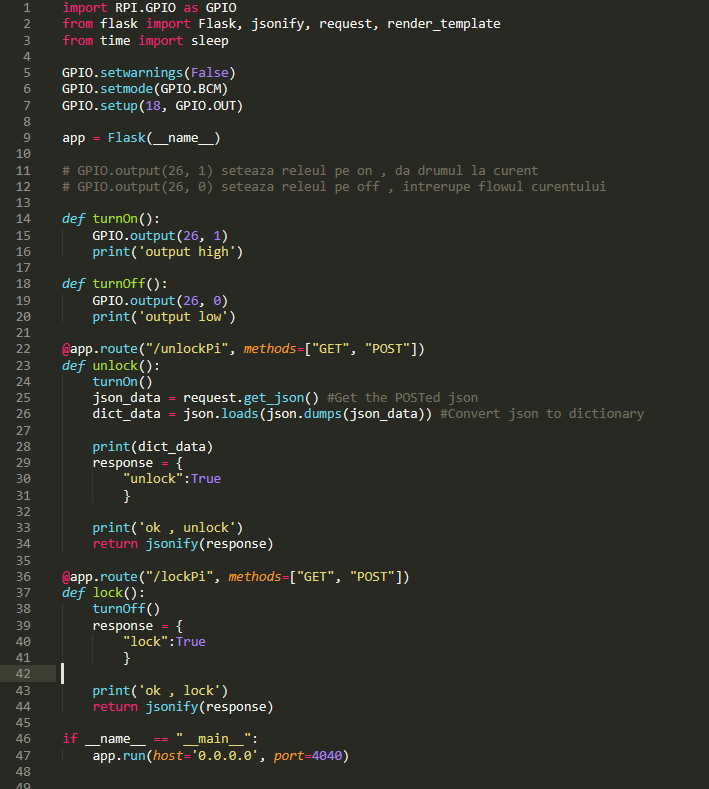 1 import RPI.GPIO as GPIO
2 from flask import Flask, jsonify, request, render_template
3 from time import sleep
4
5 GPIO.setwarnings(False)
6 GPIO.setmode(GPIO.BCM)
7 GPIO.setup(18, GPIO.OUT)
8
9 app = Flask(__name__)
10
11 # GPIO.output(26, 1) seteaza releul pe on , da drumul la curent
12 # GPIO.output(26, 0) seteaza releul pe off , intrerupe flowul curentului
13
14 def turnOn():
15     GPIO.output(26, 1)
16     print('output high')
17
18 def turnOff():
19     GPIO.output(26, 0)
20     print('output low')
21
22 @app.route("/unlockPi", methods=["GET", "POST"])
23 def unlock():
24     turnOn()
25     json_data = request.get_json() #Get the POSTed json
26     dict_data = json.loads(json.dumps(json_data)) #Convert json to dictionary
27
28     print(dict_data)
29     response = {
30         "unlock":True
31         }
32
33     print('ok , unlock')
34     return jsonify(response)
35
36 @app.route("/lockPi", methods=["GET", "POST"])
37 def lock():
38     turnOff()
39     response = {
40         "lock":True
41         }
42
43     print('ok , lock')
44     return jsonify(response)
45
46 if __name__ == "__main__":
47     app.run(host='0.0.0.0', port=4040)
48
49